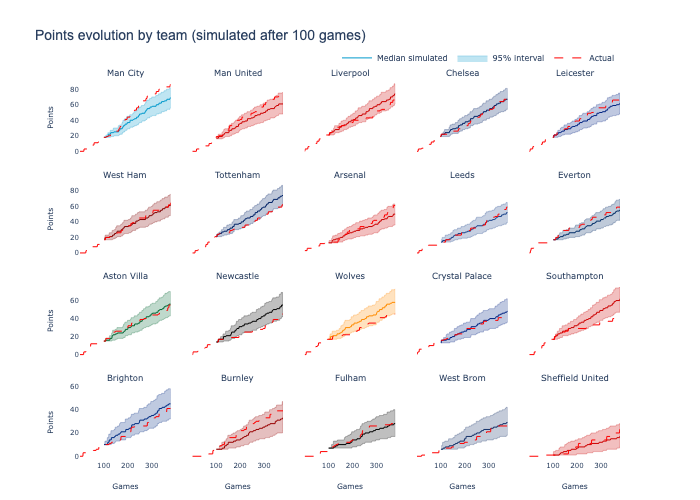 Points evolution by team (simulated after 100 games)
Median simulated 95% interval Actual
Man City Man United Liverpool Chelsea Leicester
80
60
40
20
0
Points
West Ham Tottenham Arsenal Leeds Everton
80
60
40
20
0
Points
Aston Villa Newcastle Wolves Crystal Palace Southampton
60
40
20
0
Points
Brighton Burnley Fulham West Brom Sheffield United
60
40
20
0
Points
100 200 300 100 200 300 100 200 300 100 200 300 100 200 300
Games Games Games Games Games